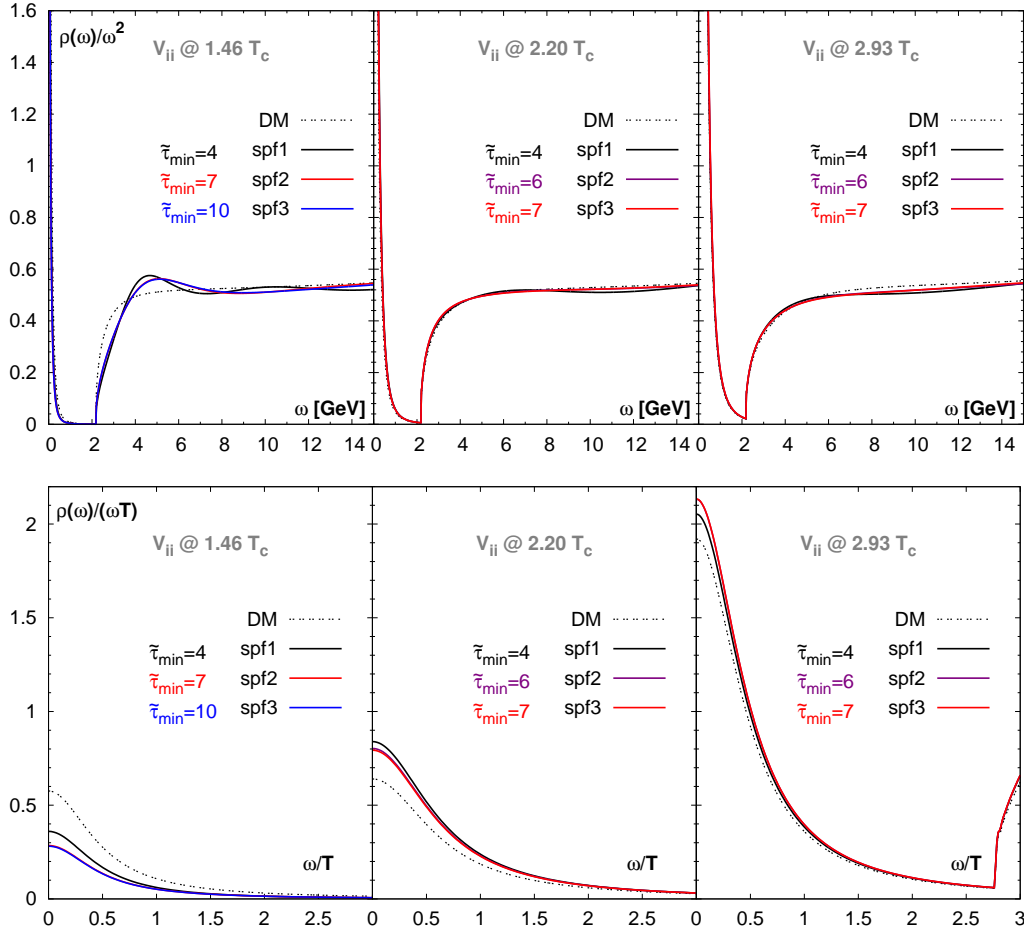 ρ(ω)/ω²
V_ii @ 1.46 T_c
DM
τ̃_min=4 spf1
τ̃_min=7 spf2
τ̃_min=10 spf3
ω [GeV]
0 0.2 0.4 0.6 0.8 1 1.2 1.4 1.6
0 2 4 6 8 10 12 14
V_ii @ 2.20 T_c
DM
τ̃_min=4 spf1
τ̃_min=6 spf2
τ̃_min=7 spf3
ω [GeV]
0 2 4 6 8 10 12 14
V_ii @ 2.93 T_c
DM
τ̃_min=4 spf1
τ̃_min=6 spf2
τ̃_min=7 spf3
ω [GeV]
0 2 4 6 8 10 12 14
ρ(ω)/(ωT)
V_ii @ 1.46 T_c
DM
τ̃_min=4 spf1
τ̃_min=7 spf2
τ̃_min=10 spf3
ω/T
0 0.5 1 1.5 2
0 0.5 1 1.5 2 2.5
V_ii @ 2.20 T_c
DM
τ̃_min=4 spf1
τ̃_min=6 spf2
τ̃_min=7 spf3
ω/T
0 0.5 1 1.5 2 2.5
V_ii @ 2.93 T_c
DM
τ̃_min=4 spf1
τ̃_min=6 spf2
τ̃_min=7 spf3
ω/T
0 0.5 1 1.5 2 2.5 3